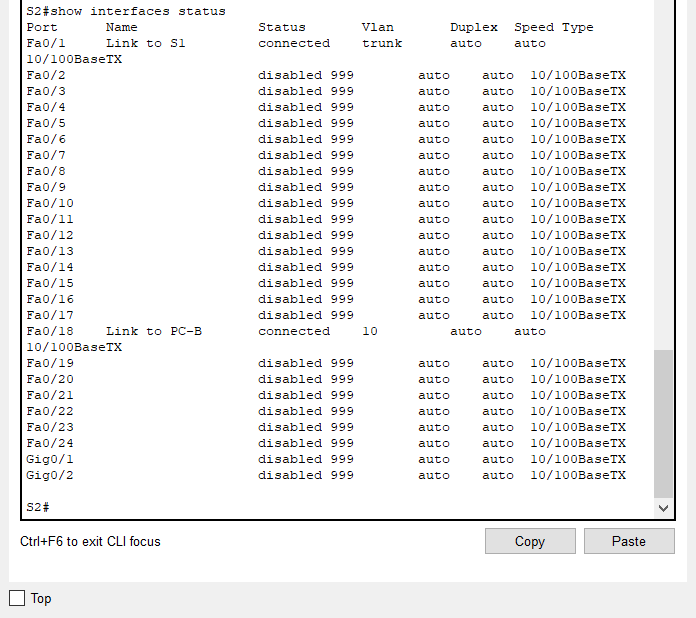 S2#show interfaces status
Port Name Status Vlan Duplex Speed Type
Fa0/1 Link to S1 connected trunk auto auto
10/100BaseTX
Fa0/2 disabled 999 auto auto 10/100BaseTX
Fa0/3 disabled 999 auto auto 10/100BaseTX
Fa0/4 disabled 999 auto auto 10/100BaseTX
Fa0/5 disabled 999 auto auto 10/100BaseTX
Fa0/6 disabled 999 auto auto 10/100BaseTX
Fa0/7 disabled 999 auto auto 10/100BaseTX
Fa0/8 disabled 999 auto auto 10/100BaseTX
Fa0/9 disabled 999 auto auto 10/100BaseTX
Fa0/10 disabled 999 auto auto 10/100BaseTX
Fa0/11 disabled 999 auto auto 10/100BaseTX
Fa0/12 disabled 999 auto auto 10/100BaseTX
Fa0/13 disabled 999 auto auto 10/100BaseTX
Fa0/14 disabled 999 auto auto 10/100BaseTX
Fa0/15 disabled 999 auto auto 10/100BaseTX
Fa0/16 disabled 999 auto auto 10/100BaseTX
Fa0/17 disabled 999 auto auto 10/100BaseTX
Fa0/18 Link to PC-B connected 10 auto auto
10/100BaseTX
Fa0/19 disabled 999 auto auto 10/100BaseTX
Fa0/20 disabled 999 auto auto 10/100BaseTX
Fa0/21 disabled 999 auto auto 10/100BaseTX
Fa0/22 disabled 999 auto auto 10/100BaseTX
Fa0/23 disabled 999 auto auto 10/100BaseTX
Fa0/24 disabled 999 auto auto 10/100BaseTX
Gig0/1 disabled 999 auto auto 10/100BaseTX
Gig0/2 disabled 999 auto auto 10/100BaseTX
S2#
Ctrl+F6 to exit CLI focus
Copy
Paste
Top